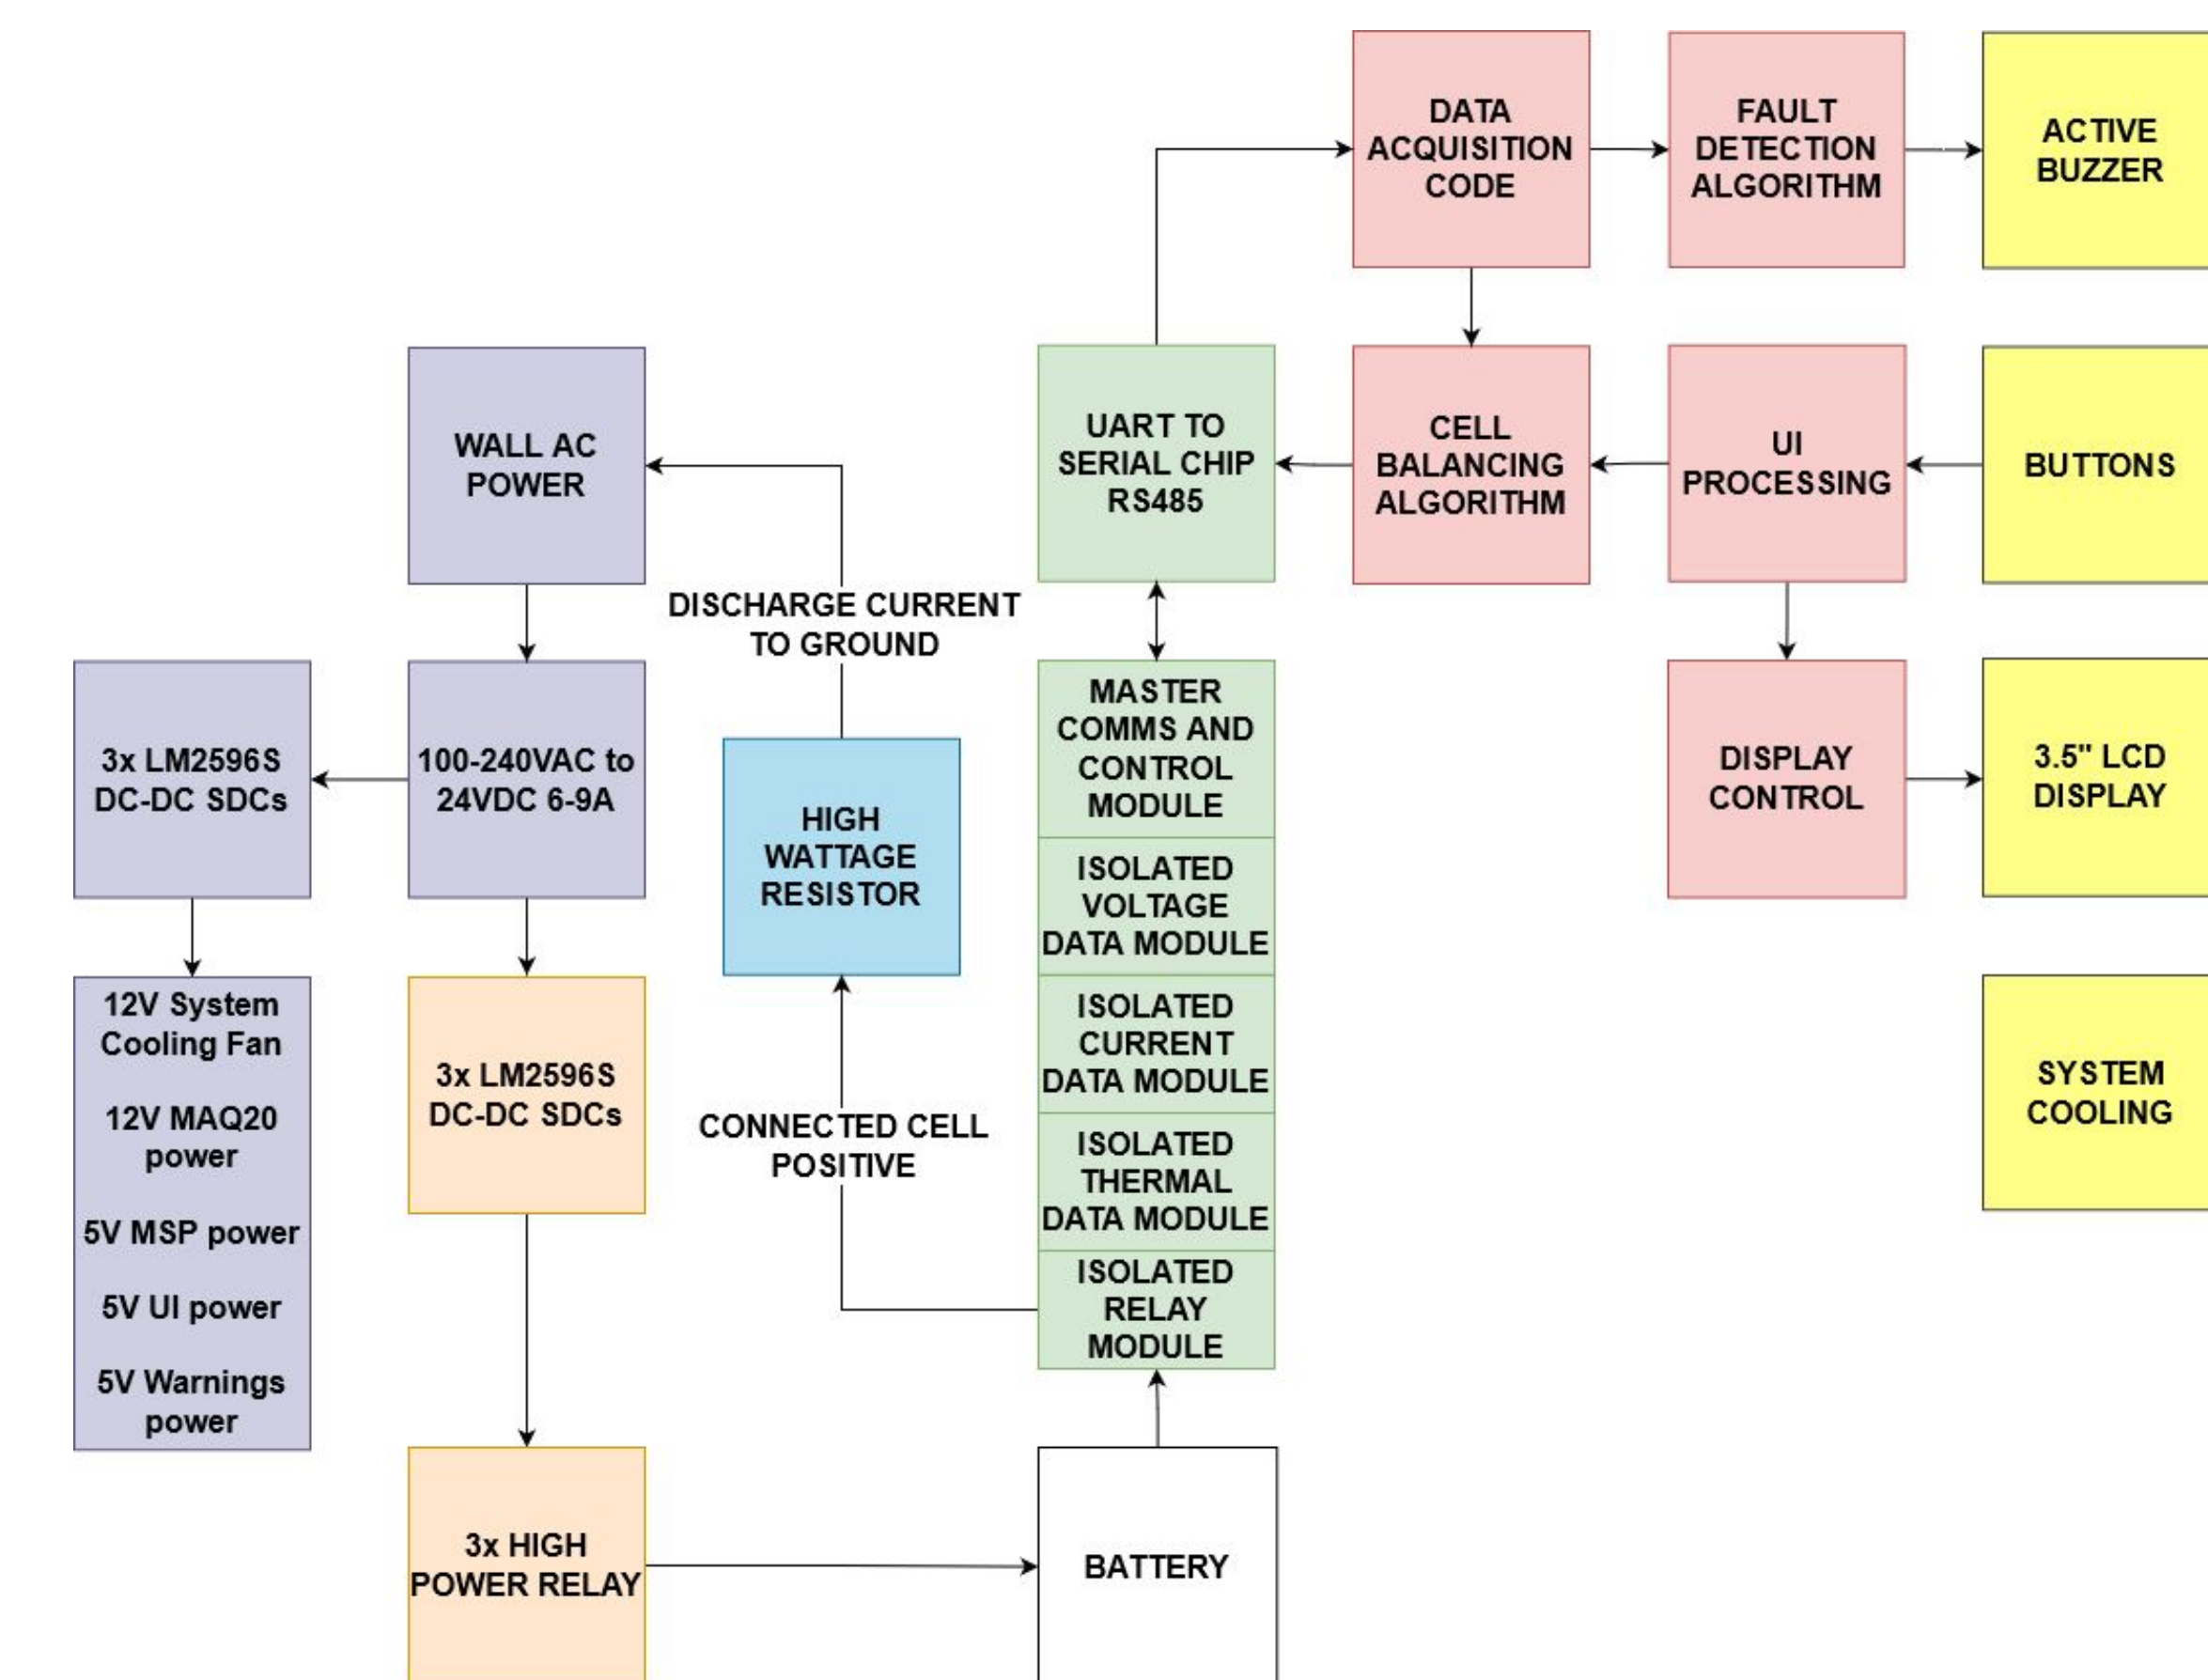 DATA
ACQUISITION
CODE
FAULT
DETECTION
ALGORITHM
ACTIVE
BUZZER
WALL AC
POWER
UART TO
SERIAL CHIP
RS485
CELL
BALANCING
ALGORITHM
UI
PROCESSING
BUTTONS
DISCHARGE CURRENT
TO GROUND
3x LM2596S
DC-DC SDCs
100-240VAC to
24VDC 6-9A
HIGH
WATTAGE
RESISTOR
MASTER
COMMS AND
CONTROL
MODULE
ISOLATED
VOLTAGE
DATA MODULE
ISOLATED
CURRENT
DATA MODULE
ISOLATED
THERMAL
DATA MODULE
ISOLATED
RELAY
MODULE
DISPLAY
CONTROL
3.5" LCD
DISPLAY
12V System
Cooling Fan
12V MAQ20
power
5V MSP power
5V UI power
5V Warnings
power
3x LM2596S
DC-DC SDCs
CONNECTED CELL
POSITIVE
SYSTEM
COOLING
3x HIGH
POWER RELAY
BATTERY